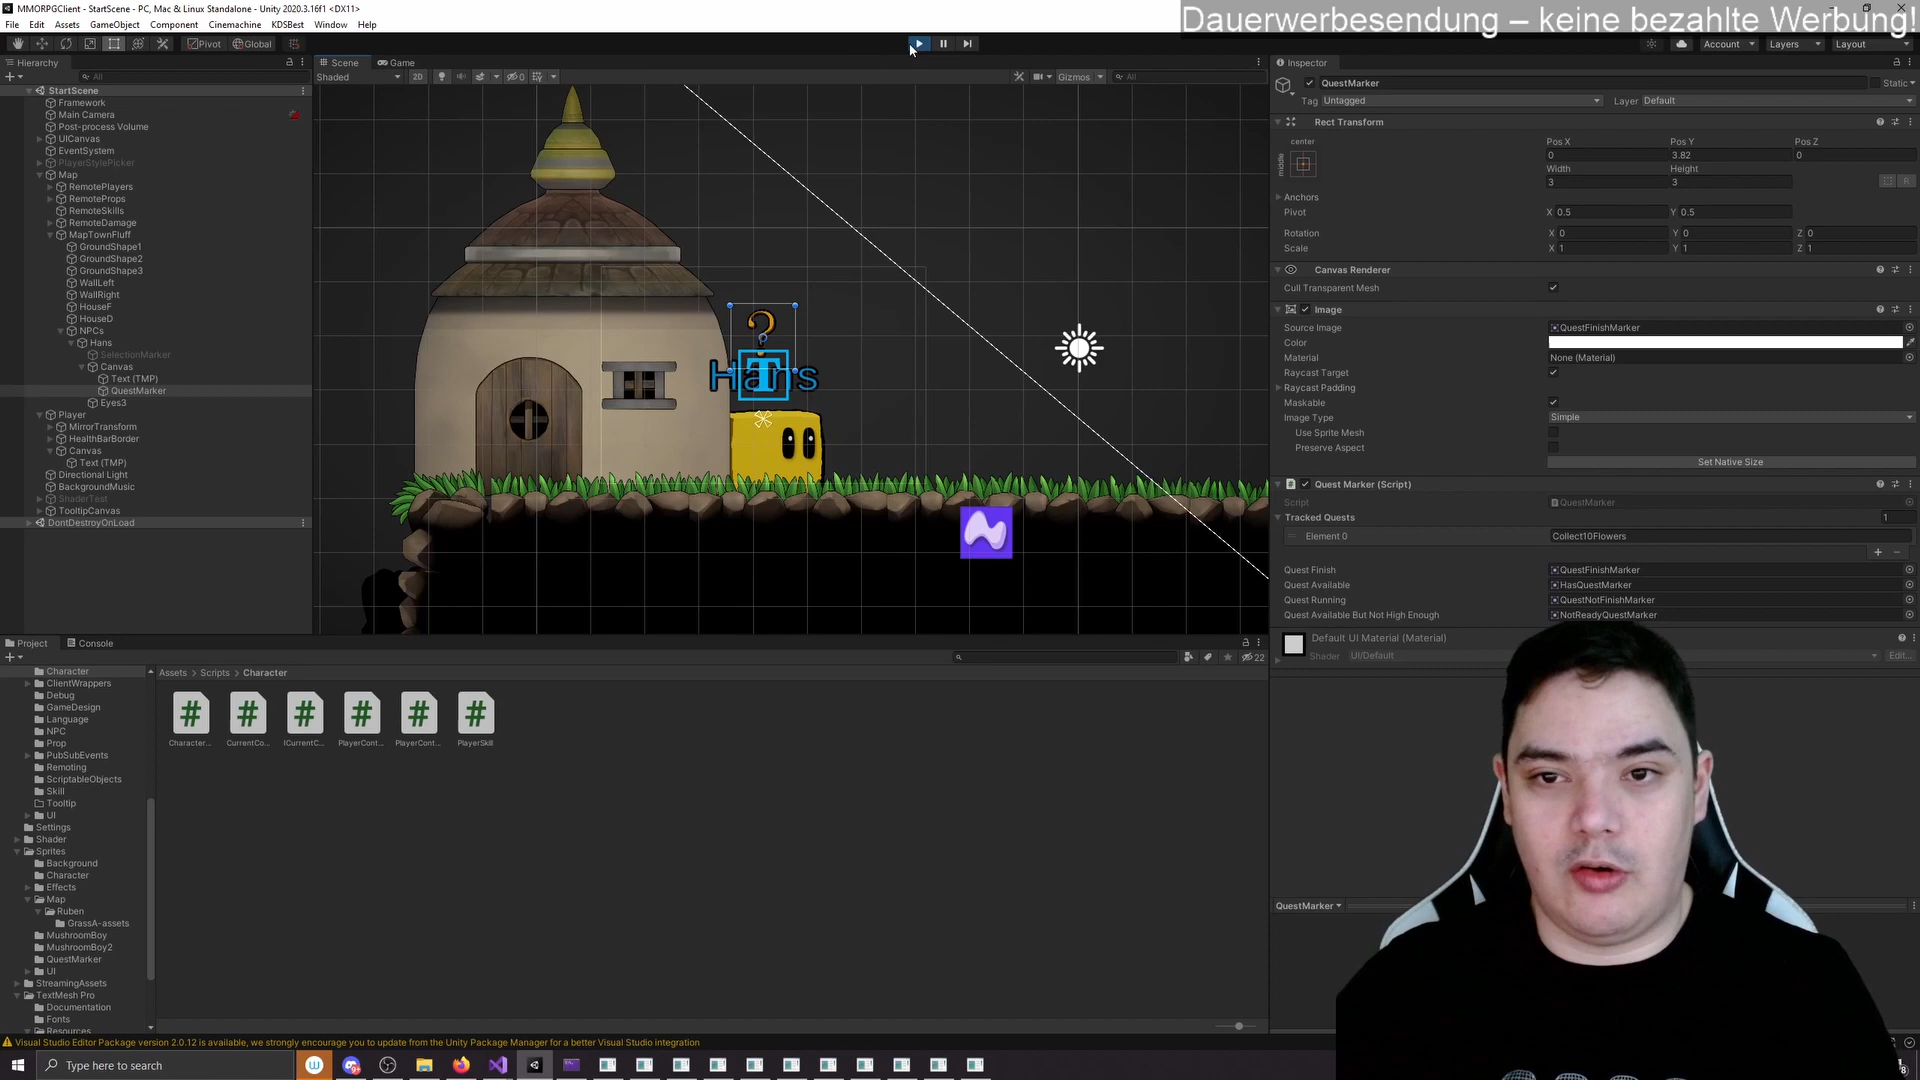 MMORPGClient - StartScene - PC, Mac & Linux Standalone - Unity 2020.3.16f1 <DX11>
Dauerwerbesendung – keine bezahlte Werbung!
File Edit Assets GameObject Component Cinemachine KDSBest Window Help
Pivot Global
Account Layers Layout
Hierarchy
All
StartScene
Framework
Main Camera
Post-process Volume
UICanvas
EventSystem
PlayerStylePicker
Map
RemotePlayers
RemoteProps
RemoteSkills
RemoteDamage
MapTownFluff
GroundShape1
GroundShape2
GroundShape3
WallLeft
WallRight
HouseF
HouseD
NPCs
Hans
SelectionMarker
Canvas
Text (TMP)
QuestMarker
Eyes3
Player
MirrorTransform
HealthBarBorder
Canvas
Text (TMP)
Directional Light
BackgroundMusic
ShaderTest
TooltipCanvas
DontDestroyOnLoad
Scene Game
Shaded 2D 0 Gizmos All
?
Hans
T
Inspector
QuestMarker Static
Tag Untagged Layer Default
Rect Transform
center
middle
Pos X Pos Y Pos Z
0 3.82 0
Width Height
3 3
R
Anchors
Pivot X 0.5 Y 0.5
Rotation X 0 Y 0 Z 0
Scale X 1 Y 1 Z 1
Canvas Renderer
Cull Transparent Mesh
Image
Source Image QuestFinishMarker
Color
Material None (Material)
Raycast Target
Raycast Padding
Maskable
Image Type Simple
Use Sprite Mesh
Preserve Aspect
Set Native Size
Quest Marker (Script)
Script QuestMarker
Tracked Quests 1
Element 0 Collect10Flowers
Quest Finish QuestFinishMarker
Quest Available HasQuestMarker
Quest Running QuestNotFinishMarker
Quest Available But Not High Enough NotReadyQuestMarker
Default UI Material (Material)
Shader UI/Default Edit...
QuestMarker
Project Console
22
Character
ClientWrappers
Debug
GameDesign
Language
NPC
Prop
PubSubEvents
Remoting
ScriptableObjects
Skill
Tooltip
UI
Settings
Shader
Sprites
Background
Character
Effects
Map
Ruben
GrassA-assets
MushroomBoy
MushroomBoy2
QuestMarker
UI
StreamingAssets
TextMesh Pro
Documentation
Fonts
Resources
Assets > Scripts > Character
Character... CurrentCo... ICurrentC... PlayerCont... PlayerCont... PlayerSkill
Visual Studio Editor Package version 2.0.12 is available, we strongly encourage you to update from the Unity Package Manager for a better Visual Studio integration
Type here to search